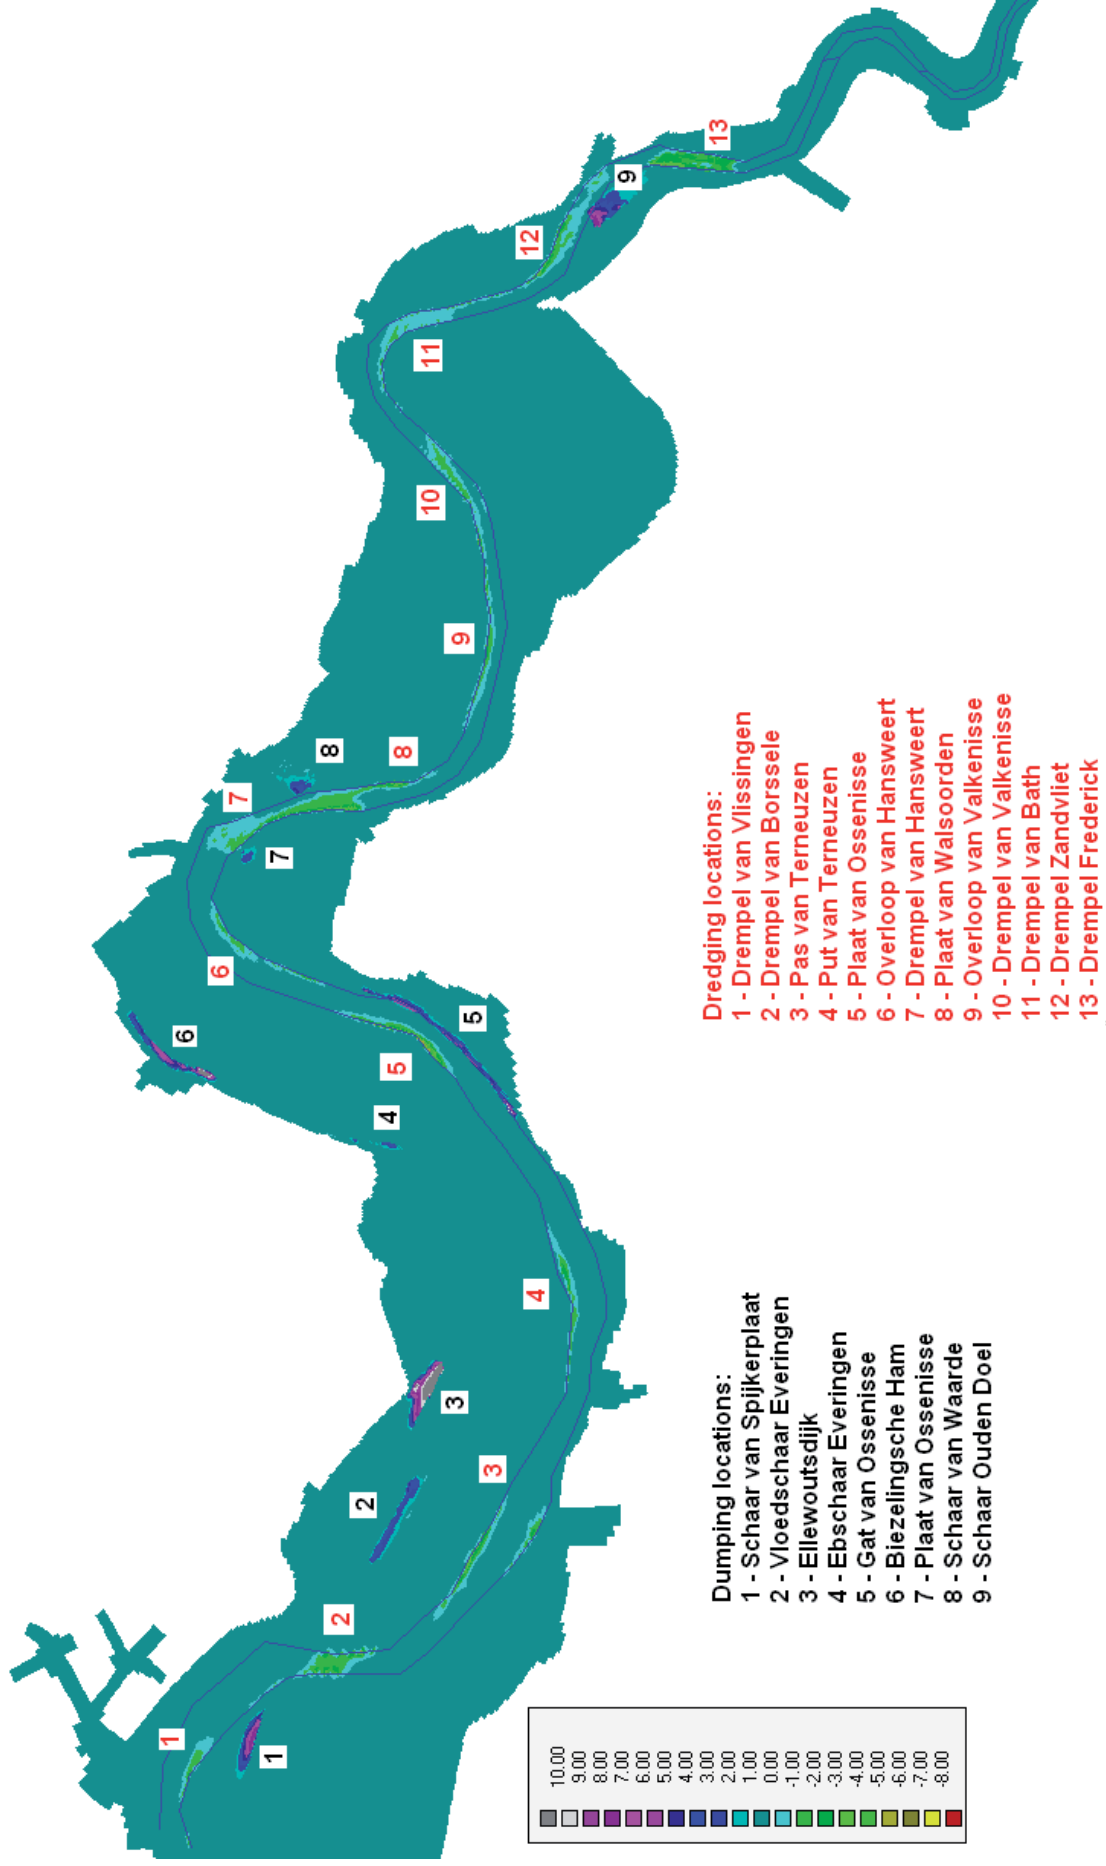 1
2
3
4
5
6
7
8
9
10
11
12
13
1
2
3
4
5
6
7
8
9
10.00
9.00
8.00
7.00
6.00
5.00
4.00
3.00
2.00
1.00
0.00
-1.00
-2.00
-3.00
-4.00
-5.00
-6.00
-7.00
-8.00
Dumping locations:
1 - Schaar van Spijkerplaat
2 - Vloedschaar Everingen
3 - Ellewoutsdijk
4 - Ebschaar Everingen
5 - Gat van Ossenisse
6 - Biezelingsche Ham
7 - Plaat van Ossenisse
8 - Schaar van Waarde
9 - Schaar Ouden Doel
Dredging locations:
1 - Drempel van Vlissingen
2 - Drempel van Borssele
3 - Pas van Terneuzen
4 - Put van Terneuzen
5 - Plaat van Ossenisse
6 - Overloop van Hansweert
7 - Drempel van Hansweert
8 - Plaat van Walsoorden
9 - Overloop van Valkenisse
10 - Drempel van Valkenisse
11 - Drempel van Bath
12 - Drempel Zandvliet
13 - Drempel Frederick